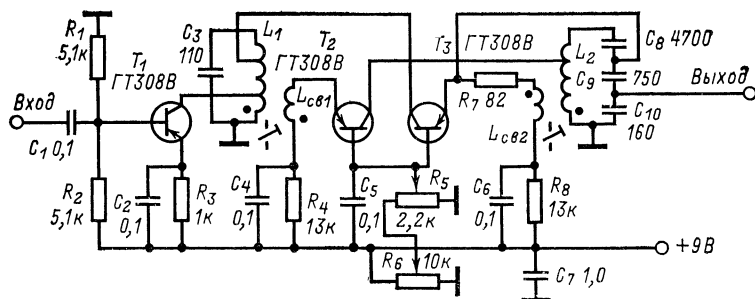 R1
5,1к
T1
ГТ308В
Вход
C1 0,1
R2
5,1к
C2
0,1
R3
1к
C3
110
L1
T2
ГТ308В
Lсв1
C4
0,1
R4
13к
C5
0,1
R5
2,2к
R6
10к
T3
ГТ308В
R7 82
Lсв2
C6
0,1
R8
13к
L2
C8 4700
C9
750
C10
160
Выход
+9В
C7 1,0